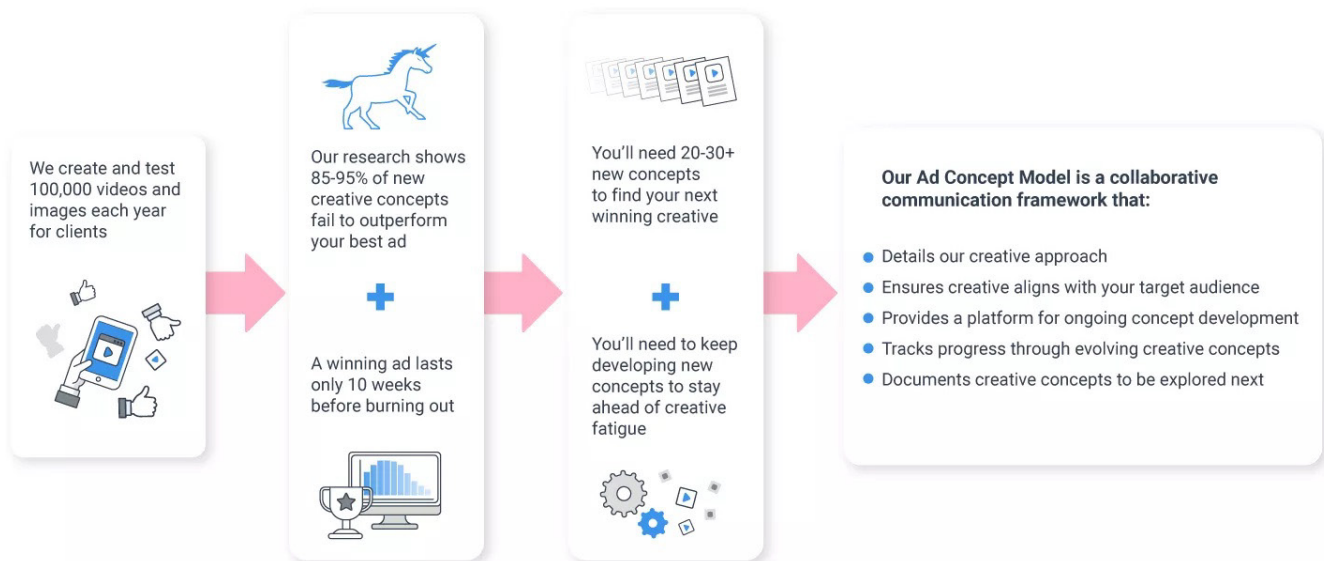 We create and test
100,000 videos and
images each year
for clients
Our research shows
85-95% of new
creative concepts
fail to outperform
your best ad
A winning ad lasts
only 10 weeks
before burning out
You'll need 20-30+
new concepts
to find your next
winning creative
You'll need to keep
developing new
concepts to stay
ahead of creative
fatigue
Our Ad Concept Model is a collaborative
communication framework that:
Details our creative approach
Ensures creative aligns with your target audience
Provides a platform for ongoing concept development
Tracks progress through evolving creative concepts
Documents creative concepts to be explored next